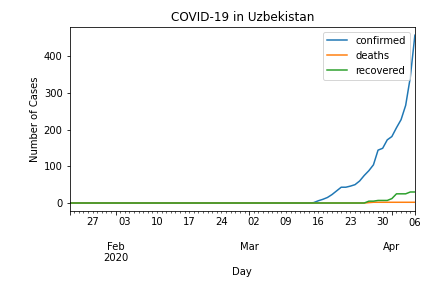 COVID-19 in Uzbekistan
confirmed
deaths
recovered
Number of Cases
400
300
200
100
0
27 03 10 17 24 02 09 16 23 30 06
Feb Mar Apr
2020
Day